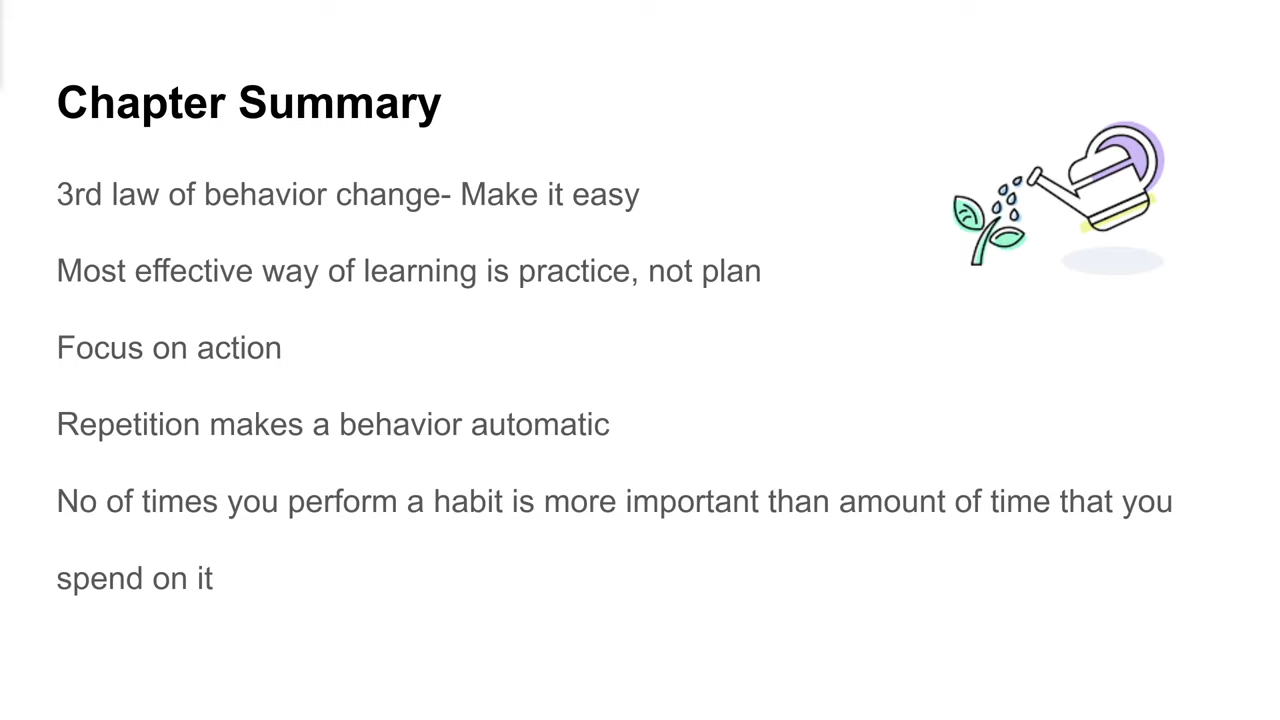 Chapter Summary
3rd law of behavior change- Make it easy
Most effective way of learning is practice, not plan
Focus on action
Repetition makes a behavior automatic
No of times you perform a habit is more important than amount of time that you
spend on it